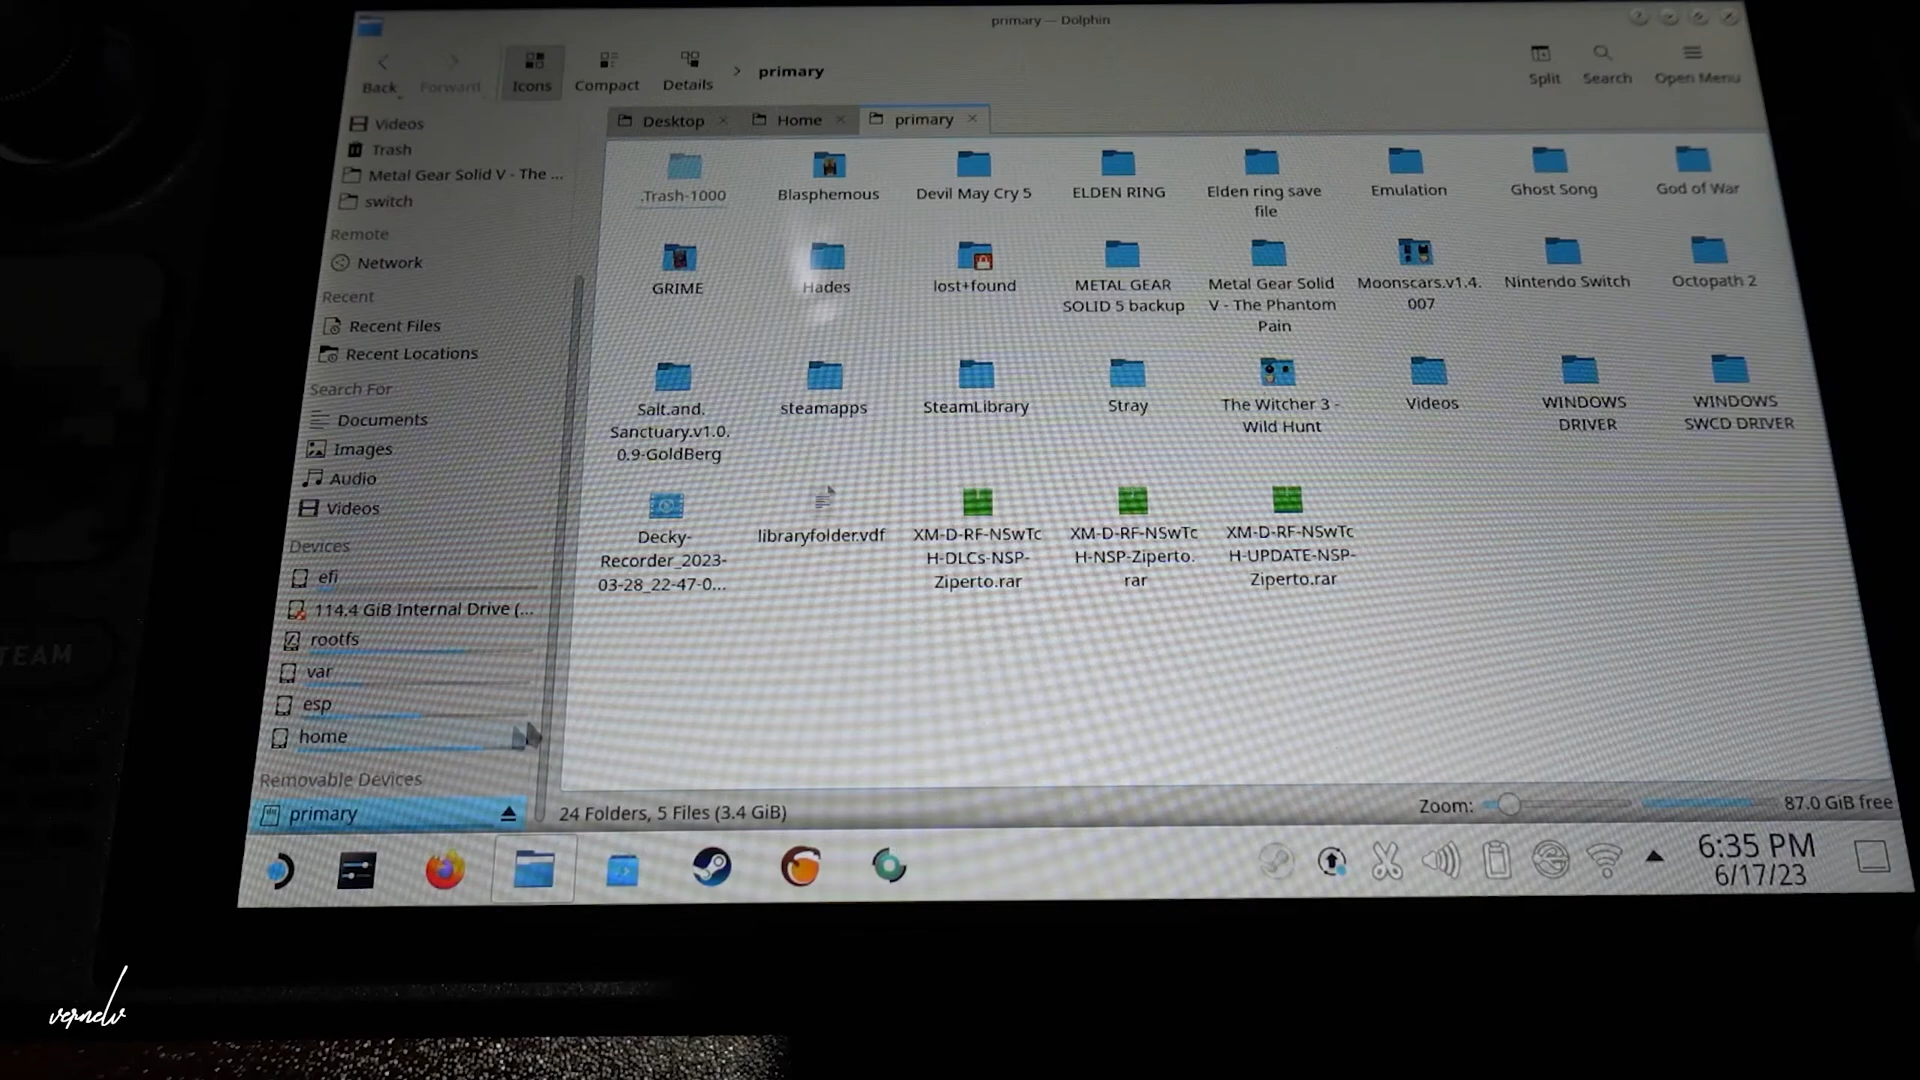 primary — Dolphin
Back
Forward
Icons
Compact
Details
primary
Split
Search
Open Menu
Desktop
Home
primary
Videos
Trash
Metal Gear Solid V - The ...
switch
Remote
Network
Recent
Recent Files
Recent Locations
Search For
Documents
Images
Audio
Videos
Devices
efi
114.4 GiB Internal Drive (...
rootfs
var
esp
home
Removable Devices
primary
.Trash-1000
Blasphemous
Devil May Cry 5
ELDEN RING
Elden ring save
file
Emulation
Ghost Song
God of War
GRIME
Hades
lost+found
METAL GEAR
SOLID 5 backup
Metal Gear Solid
V - The Phantom
Pain
Moonscars.v1.4.
007
Nintendo Switch
Octopath 2
Salt.and.
Sanctuary.v1.0.
0.9-GoldBerg
steamapps
SteamLibrary
Stray
The Witcher 3 -
Wild Hunt
Videos
WINDOWS
DRIVER
WINDOWS
SWCD DRIVER
Decky-
Recorder_2023-
03-28_22-47-0...
libraryfolder.vdf
XM-D-RF-NSwTc
H-DLCs-NSP-
Ziperto.rar
XM-D-RF-NSwTc
H-NSP-Ziperto.
rar
XM-D-RF-NSwTc
H-UPDATE-NSP-
Ziperto.rar
24 Folders, 5 Files (3.4 GiB)
Zoom:
87.0 GiB free
6:35 PM
6/17/23
TEAM
vernelv